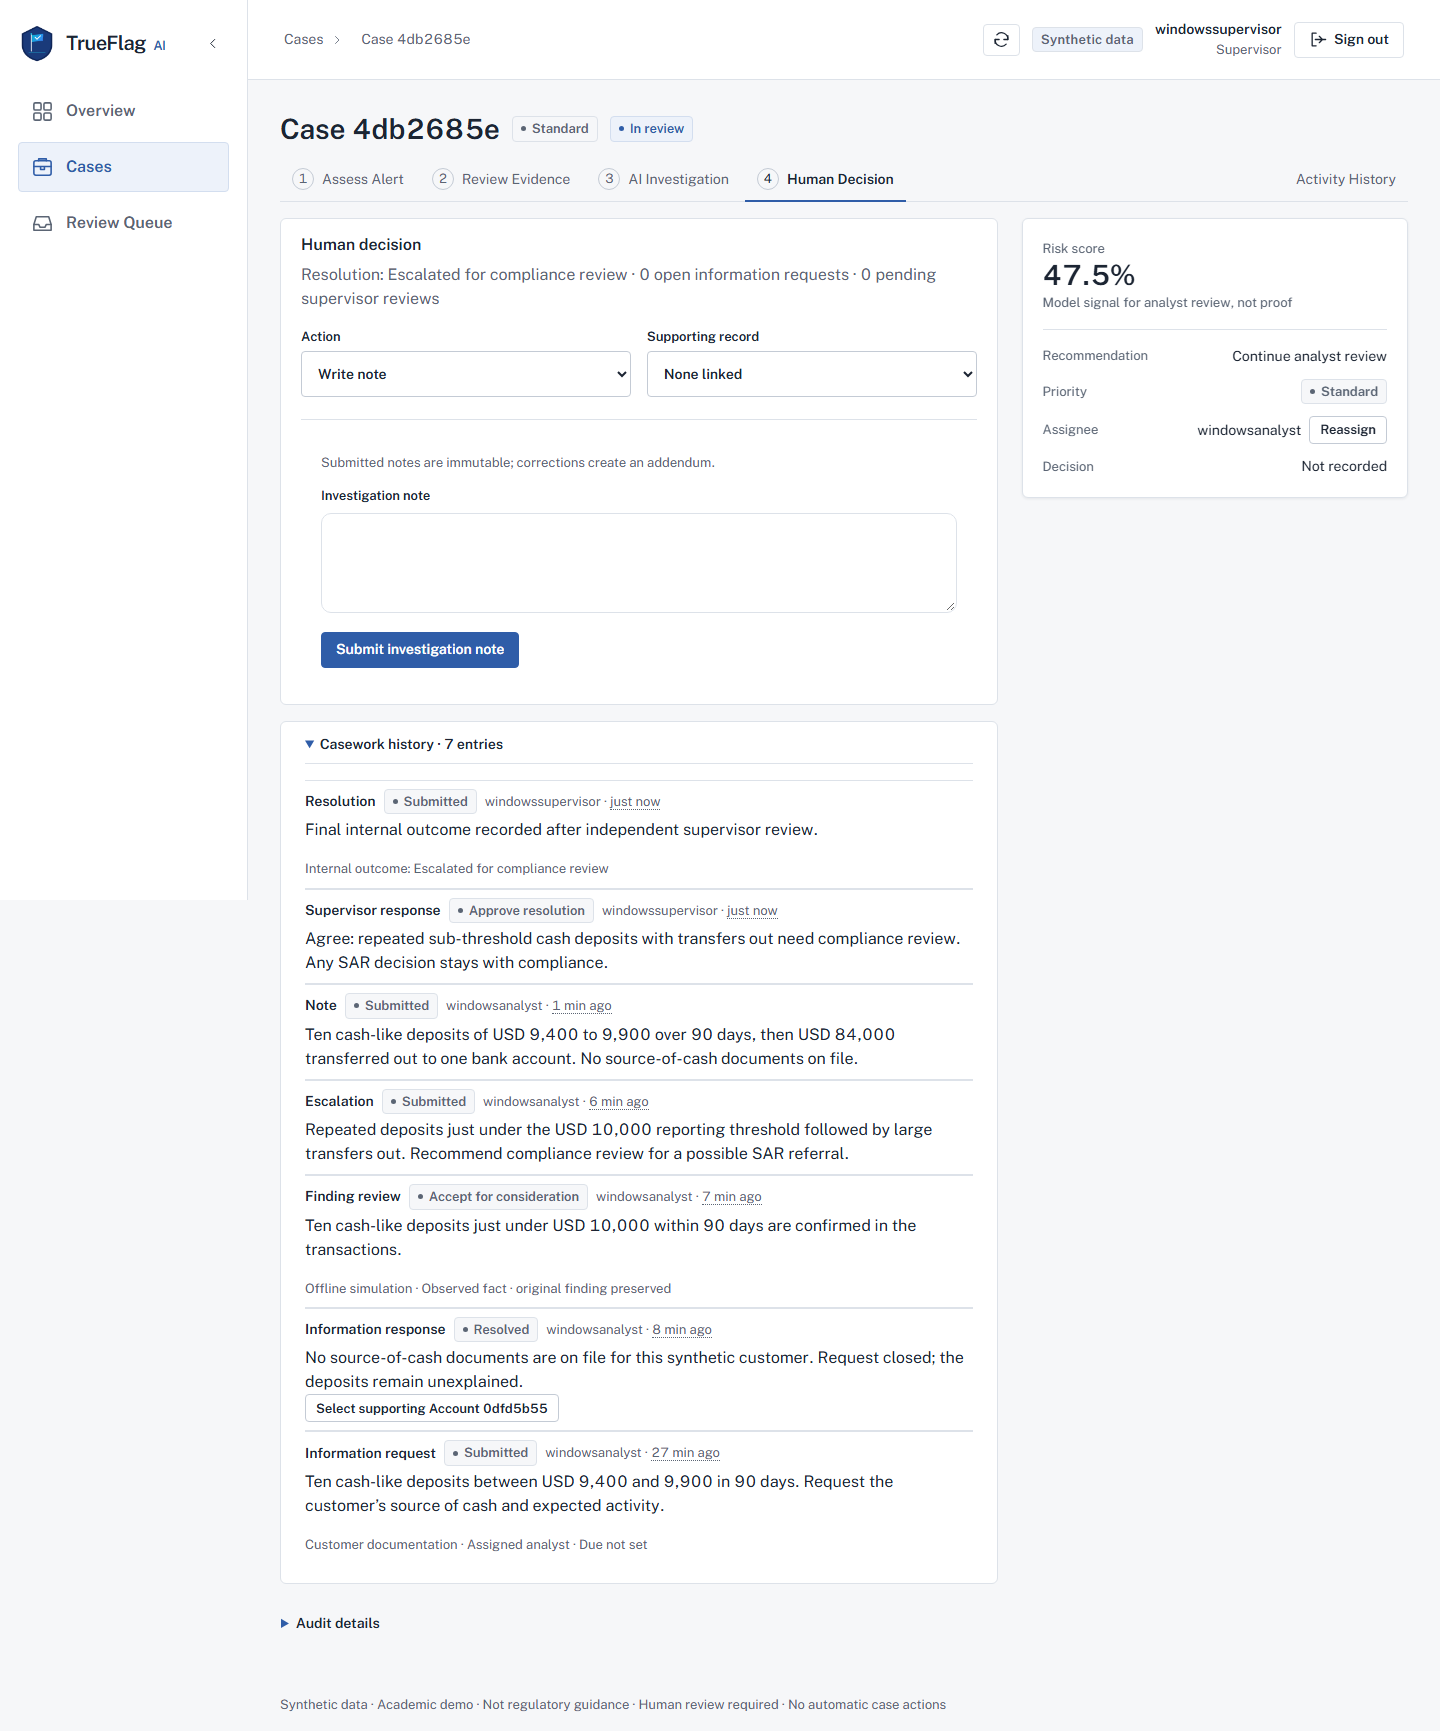 TrueFlag AI
Overview
Cases
Review Queue
Cases
Case 4db2685e
Synthetic data
windowssupervisor
Supervisor
Sign out
Case 4db2685e
Standard
In review
1 Assess Alert
2 Review Evidence
3 AI Investigation
4 Human Decision
Activity History
Human decision
Resolution: Escalated for compliance review · 0 open information requests · 0 pending
supervisor reviews
Action
Supporting record
Write note
None linked
Submitted notes are immutable; corrections create an addendum.
Investigation note
Submit investigation note
Risk score
47.5%
Model signal for analyst review, not proof
Recommendation
Continue analyst review
Priority
Standard
Assignee
windowsanalyst
Reassign
Decision
Not recorded
Casework history · 7 entries
Resolution Submitted windowssupervisor · just now
Final internal outcome recorded after independent supervisor review.
Internal outcome: Escalated for compliance review
Supervisor response Approve resolution windowssupervisor · just now
Agree: repeated sub-threshold cash deposits with transfers out need compliance review.
Any SAR decision stays with compliance.
Note Submitted windowsanalyst · 1 min ago
Ten cash-like deposits of USD 9,400 to 9,900 over 90 days, then USD 84,000
transferred out to one bank account. No source-of-cash documents on file.
Escalation Submitted windowsanalyst · 6 min ago
Repeated deposits just under the USD 10,000 reporting threshold followed by large
transfers out. Recommend compliance review for a possible SAR referral.
Finding review Accept for consideration windowsanalyst · 7 min ago
Ten cash-like deposits just under USD 10,000 within 90 days are confirmed in the
transactions.
Offline simulation · Observed fact · original finding preserved
Information response Resolved windowsanalyst · 8 min ago
No source-of-cash documents are on file for this synthetic customer. Request closed; the
deposits remain unexplained.
Select supporting Account 0dfd5b55
Information request Submitted windowsanalyst · 27 min ago
Ten cash-like deposits between USD 9,400 and 9,900 in 90 days. Request the
customer’s source of cash and expected activity.
Customer documentation · Assigned analyst · Due not set
Audit details
Synthetic data · Academic demo · Not regulatory guidance · Human review required · No automatic case actions